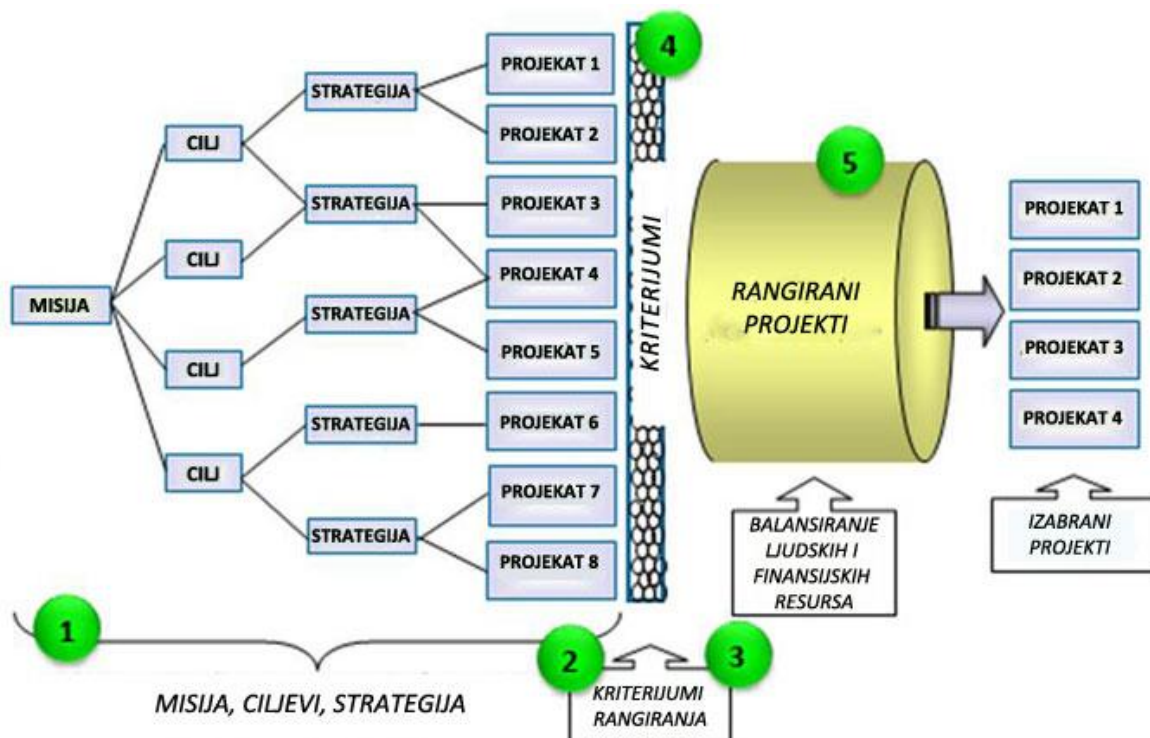 MISIJA
CILJ
CILJ
CILJ
CILJ
STRATEGIJA
STRATEGIJA
STRATEGIJA
STRATEGIJA
STRATEGIJA
PROJEKAT 1
PROJEKAT 2
PROJEKAT 3
PROJEKAT 4
PROJEKAT 5
PROJEKAT 6
PROJEKAT 7
PROJEKAT 8
4
KRITERIJUMI
5
RANGIRANI
PROJEKTI
PROJEKAT 1
PROJEKAT 2
PROJEKAT 3
PROJEKAT 4
BALANSIRANJE
LJUDSKIH I
FINANSIJSKIH
RESURSA
IZABRANI
PROJEKTI
1
MISIJA, CILJEVI, STRATEGIJA
2
3
KRITERIJUMI
RANGIRANJA